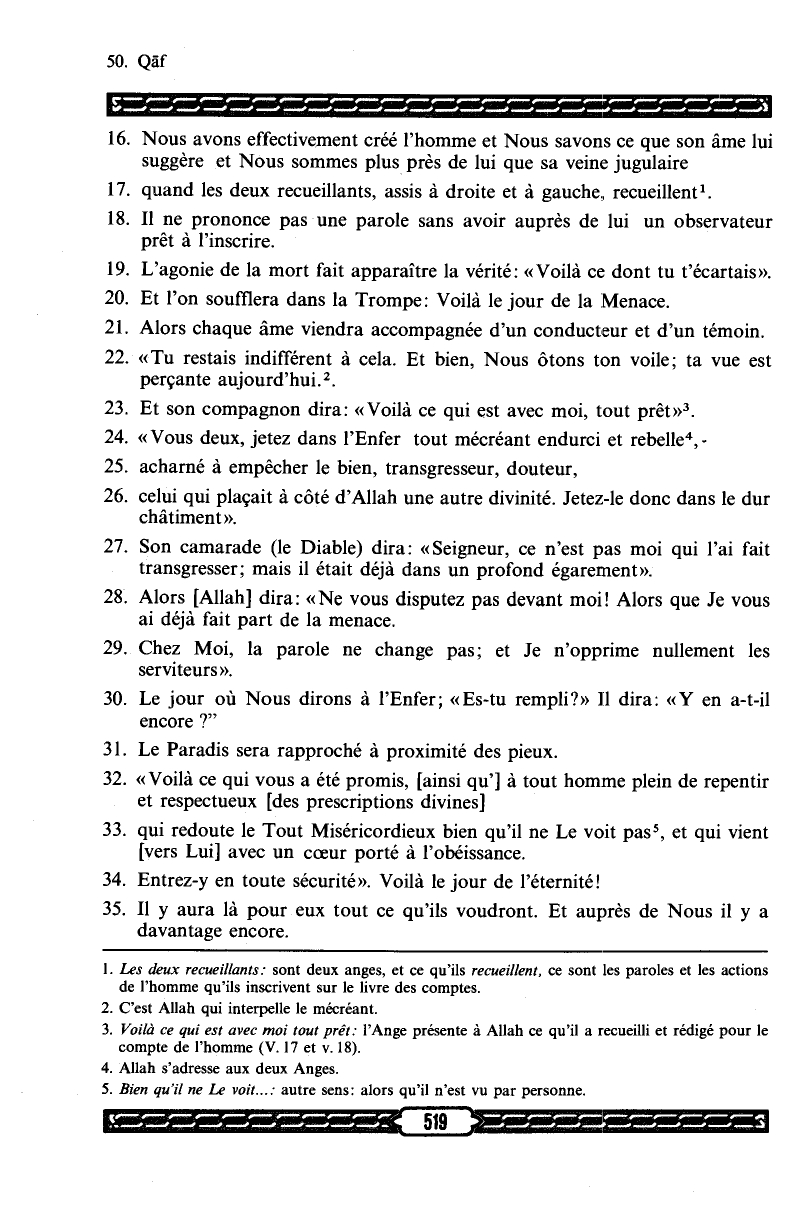 50. Qāf
16. Nous avons effectivement créé l'homme et Nous savons ce que son âme lui
suggère et Nous sommes plus près de lui que sa veine jugulaire
17. quand les deux recueillants, assis à droite et à gauche, recueillent¹.
18. Il ne prononce pas une parole sans avoir auprès de lui un observateur
prêt à l'inscrire.
19. L'agonie de la mort fait apparaître la vérité: «Voilà ce dont tu t'écartais».
20. Et l'on soufflera dans la Trompe: Voilà le jour de la Menace.
21. Alors chaque âme viendra accompagnée d'un conducteur et d'un témoin.
22. «Tu restais indifférent à cela. Et bien, Nous ôtons ton voile; ta vue est
perçante aujourd'hui.².
23. Et son compagnon dira: «Voilà ce qui est avec moi, tout prêt»³.
24. «Vous deux, jetez dans l'Enfer tout mécréant endurci et rebelle⁴,-
25. acharné à empêcher le bien, transgresseur, douteur,
26. celui qui plaçait à côté d'Allah une autre divinité. Jetez-le donc dans le dur
châtiment».
27. Son camarade (le Diable) dira: «Seigneur, ce n'est pas moi qui l'ai fait
transgresser; mais il était déjà dans un profond égarement».
28. Alors [Allah] dira: «Ne vous disputez pas devant moi! Alors que Je vous
ai déjà fait part de la menace.
29. Chez Moi, la parole ne change pas; et Je n'opprime nullement les
serviteurs».
30. Le jour où Nous dirons à l'Enfer; «Es-tu rempli?» Il dira: «Y en a-t-il
encore ?”
31. Le Paradis sera rapproché à proximité des pieux.
32. «Voilà ce qui vous a été promis, [ainsi qu'] à tout homme plein de repentir
et respectueux [des prescriptions divines]
33. qui redoute le Tout Miséricordieux bien qu'il ne Le voit pas⁵, et qui vient
[vers Lui] avec un cœur porté à l'obéissance.
34. Entrez-y en toute sécurité». Voilà le jour de l'éternité!
35. Il y aura là pour eux tout ce qu'ils voudront. Et auprès de Nous il y a
davantage encore.
1. Les deux recueillants: sont deux anges, et ce qu'ils recueillent, ce sont les paroles et les actions
de l'homme qu'ils inscrivent sur le livre des comptes.
2. C'est Allah qui interpelle le mécréant.
3. Voilà ce qui est avec moi tout prêt: l'Ange présente à Allah ce qu'il a recueilli et rédigé pour le
compte de l'homme (V. 17 et v. 18).
4. Allah s'adresse aux deux Anges.
5. Bien qu'il ne Le voit...: autre sens: alors qu'il n'est vu par personne.
519